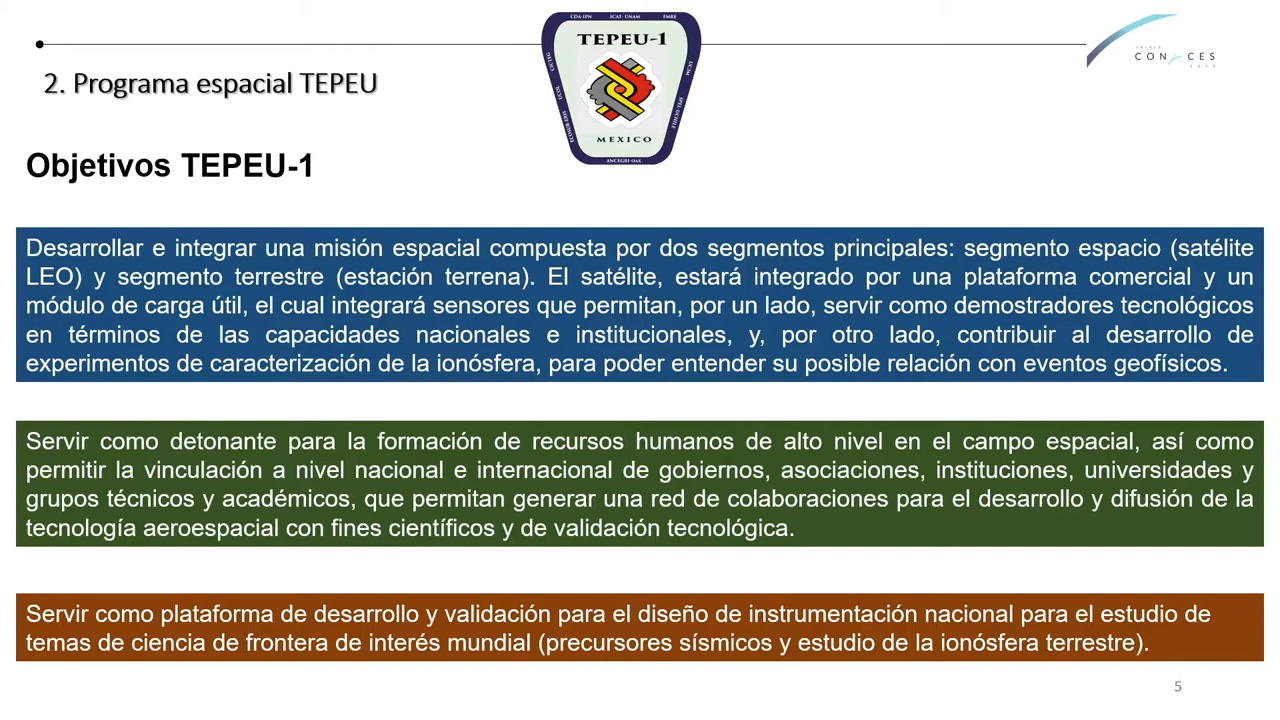 CDA-IPN ICAT- UNAM FMRE
TEPEU-1
MEXICO
ANCEGRI-OAX
CONACES
2. Programa espacial TEPEU
Objetivos TEPEU-1
Desarrollar e integrar una misión espacial compuesta por dos segmentos principales: segmento espacio (satélite
LEO) y segmento terrestre (estación terrena). El satélite, estará integrado por una plataforma comercial y un
módulo de carga útil, el cual integrará sensores que permitan, por un lado, servir como demostradores tecnológicos
en términos de las capacidades nacionales e institucionales, y, por otro lado, contribuir al desarrollo de
experimentos de caracterización de la ionósfera, para poder entender su posible relación con eventos geofísicos.
Servir como detonante para la formación de recursos humanos de alto nivel en el campo espacial, así como
permitir la vinculación a nivel nacional e internacional de gobiernos, asociaciones, instituciones, universidades y
grupos técnicos y académicos, que permitan generar una red de colaboraciones para el desarrollo y difusión de la
tecnología aeroespacial con fines científicos y de validación tecnológica.
Servir como plataforma de desarrollo y validación para el diseño de instrumentación nacional para el estudio de
temas de ciencia de frontera de interés mundial (precursores sísmicos y estudio de la ionósfera terrestre).
5